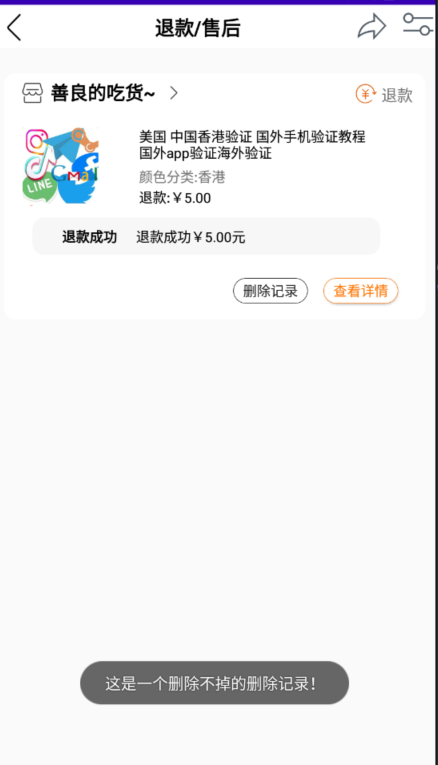 退款/售后
善良的吃货~
退款
美国 中国香港验证 国外手机验证教程
国外app验证海外验证
颜色分类:香港
退款:￥5.00
LINE
GMail
退款成功 退款成功￥5.00元
删除记录
查看详情
这是一个删除不掉的删除记录！